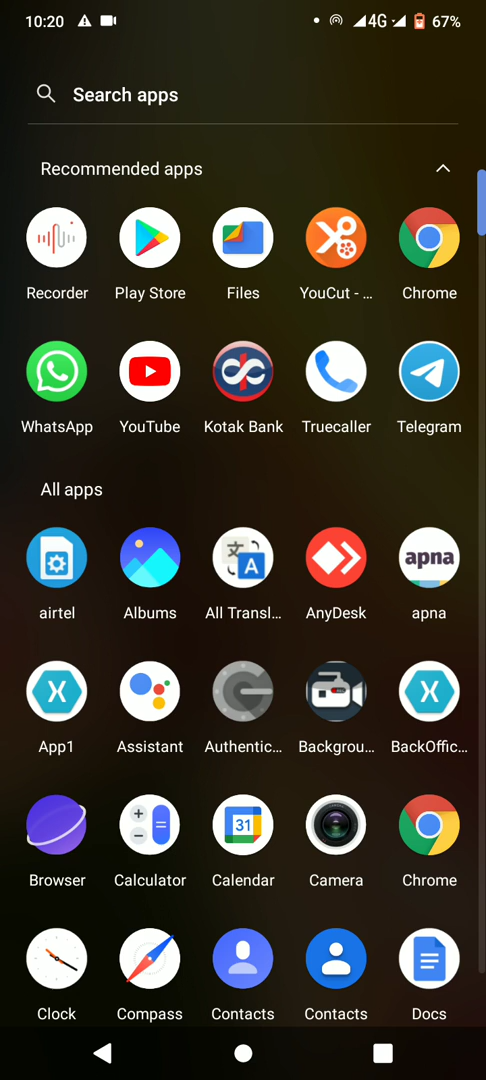 10:20 4G 67%
Search apps
Recommended apps
Recorder Play Store Files YouCut - ... Chrome
WhatsApp YouTube Kotak Bank Truecaller Telegram
All apps
文 A apna
airtel Albums All Transl... AnyDesk apna
X X
App1 Assistant Authentic... Backgrou... BackOffic...
31
Browser Calculator Calendar Camera Chrome
Clock Compass Contacts Contacts Docs